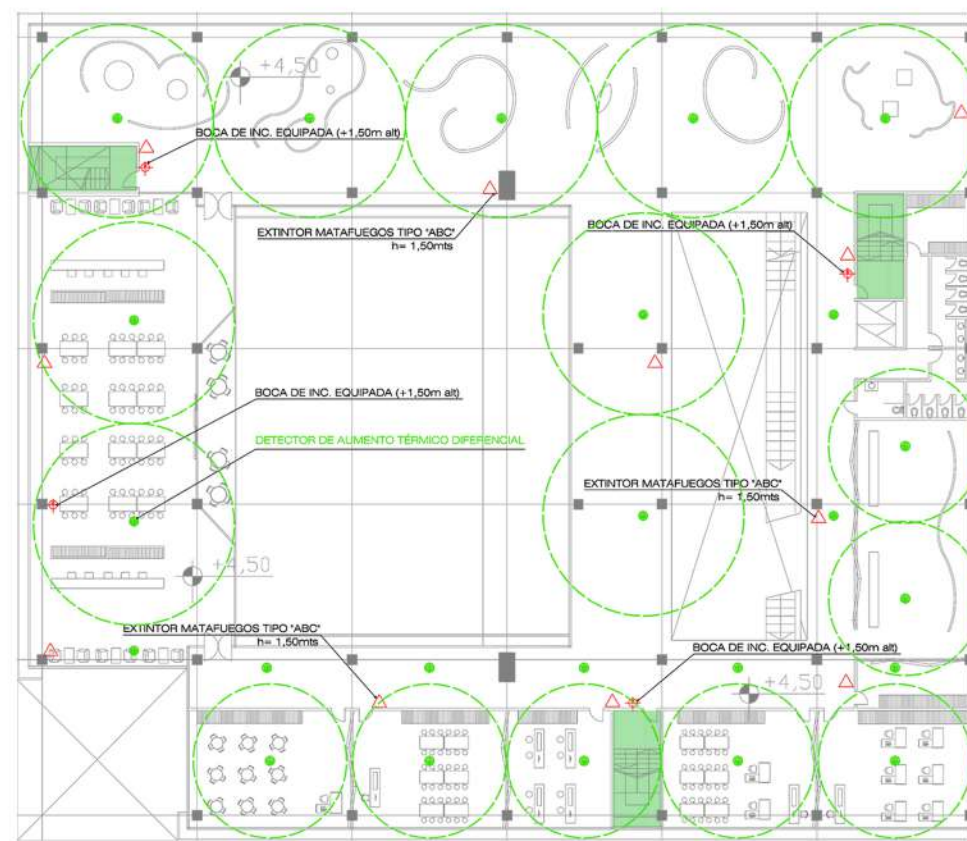 +4,50
BOCA DE INC. EQUIPADA (+1,50m alt)
EXTINTOR MATAFUEGOS TIPO "ABC"
h= 1,50mts
BOCA DE INC. EQUIPADA (+1,50m alt)
BOCA DE INC. EQUIPADA (+1,50m alt)
DETECTOR DE AUMENTO TÉRMICO DIFERENCIAL
EXTINTOR MATAFUEGOS TIPO "ABC"
h= 1,50mts
+4,50
EXTINTOR MATAFUEGOS TIPO "ABC"
h= 1,50mts
BOCA DE INC. EQUIPADA (+1,50m alt)
+4,50